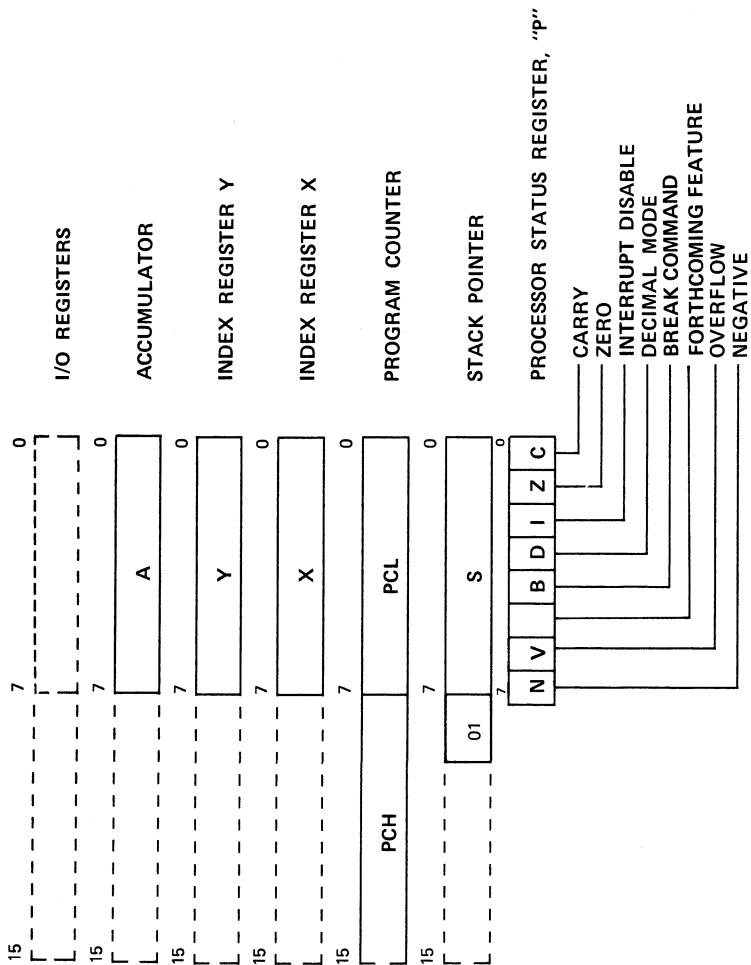 15 7 0 I/O REGISTERS
15 7 0
A ACCUMULATOR
15 7 0
Y INDEX REGISTER Y
15 7 0
X INDEX REGISTER X
15 7 0
PCH PCL PROGRAM COUNTER
15 7 0
01 S STACK POINTER
7 0
N V B D I Z C PROCESSOR STATUS REGISTER, "P"
CARRY
ZERO
INTERRUPT DISABLE
DECIMAL MODE
BREAK COMMAND
FORTHCOMING FEATURE
OVERFLOW
NEGATIVE